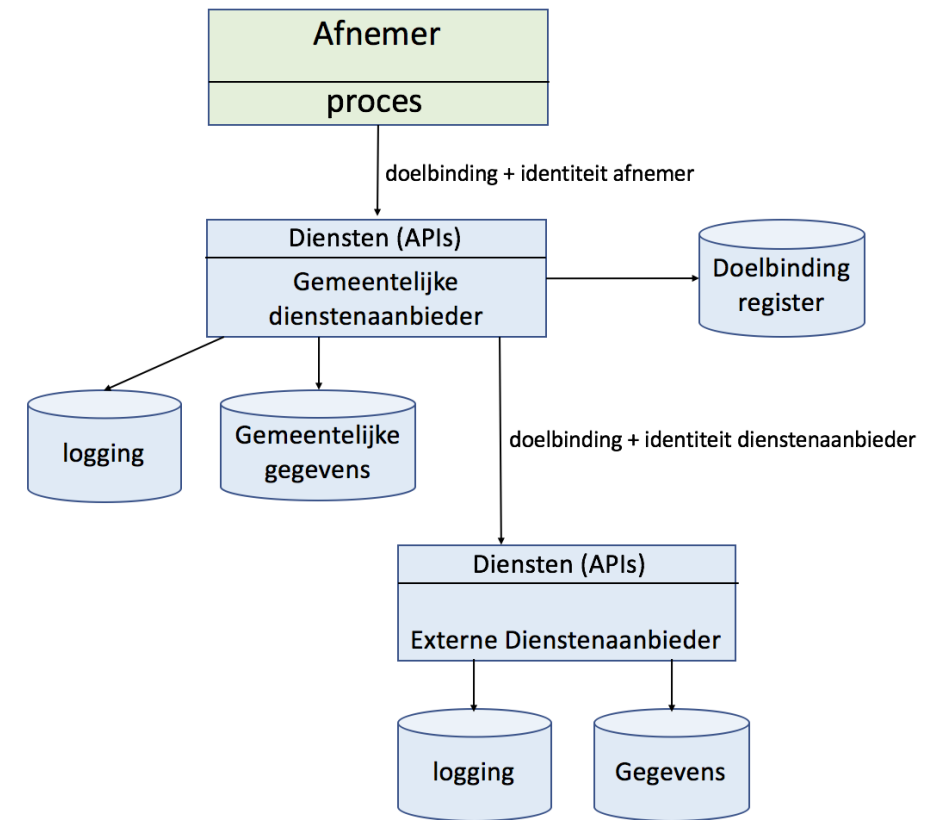 Afnemer
proces
doelbinding + identiteit afnemer
Diensten (APIs)
Gemeentelijke
dienstenaanbieder
Doelbinding
register
logging
Gemeentelijke
gegevens
doelbinding + identiteit dienstenaanbieder
Diensten (APIs)
Externe Dienstenaanbieder
logging
Gegevens